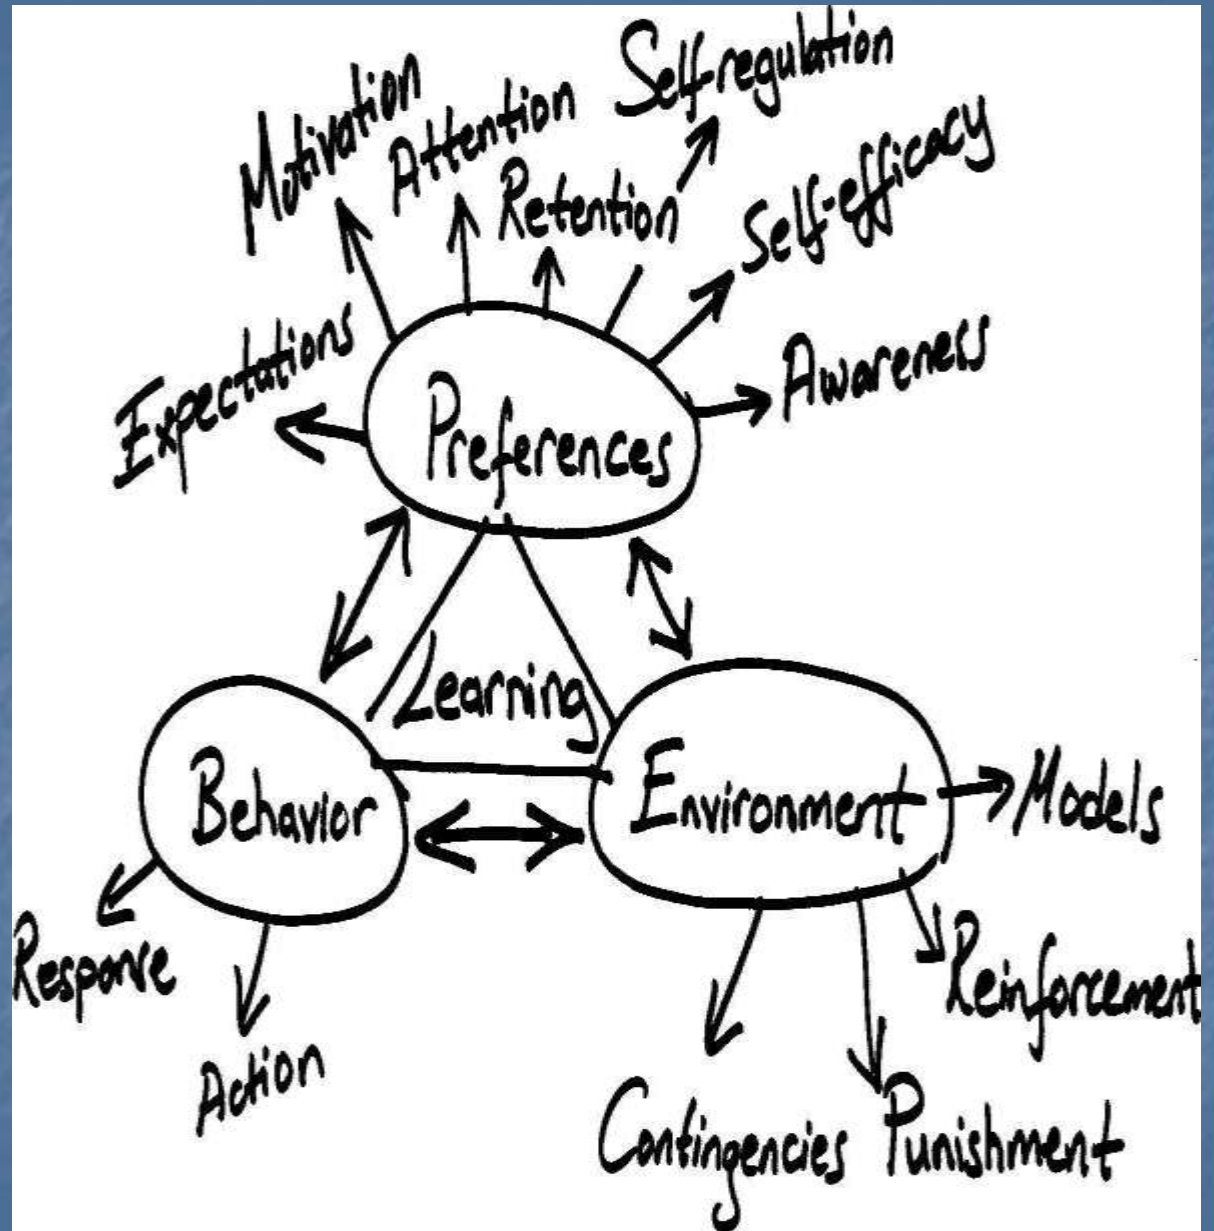 Motivation
Attention
Self-regulation
Retention
Self-efficacy
Expectations
Awareness
Preferences
Learning
Behavior
Environment
Models
Response
Reinforcement
Action
Contingencies
Punishment